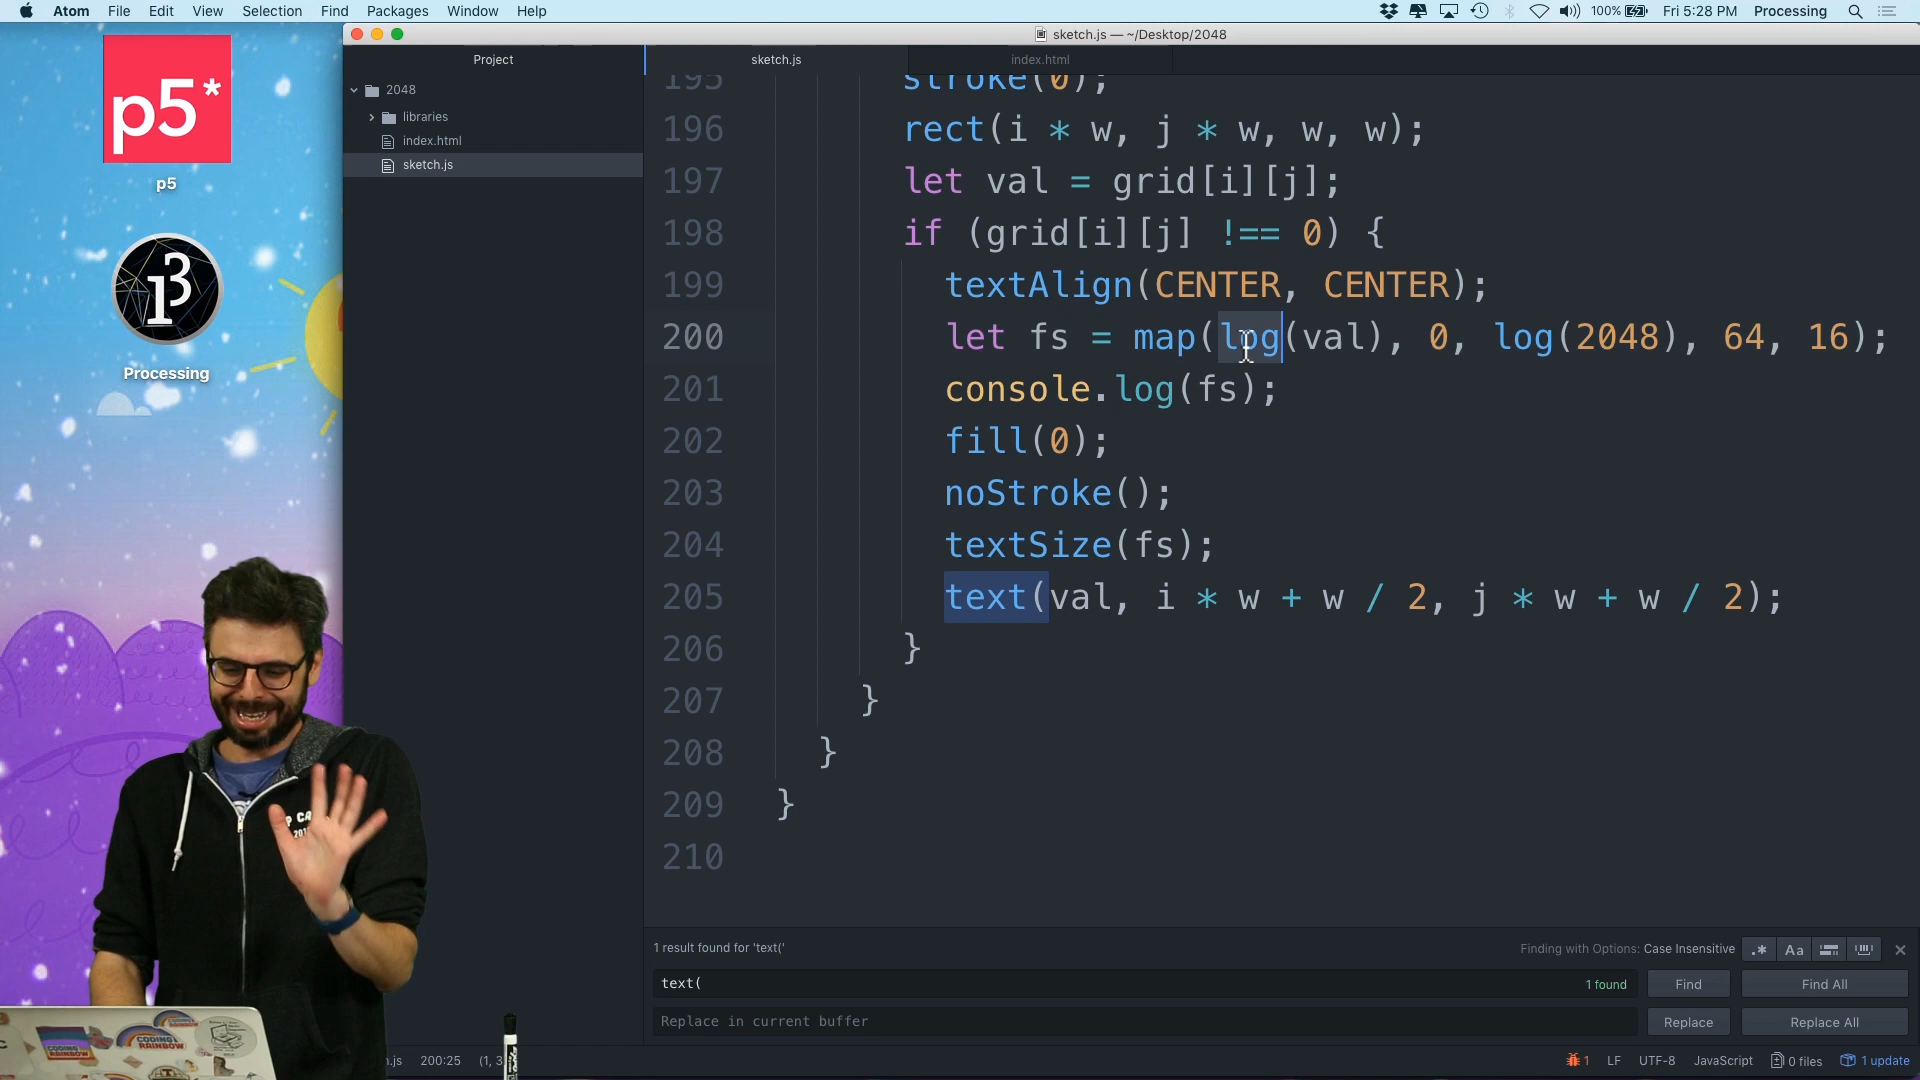 Atom File Edit View Selection Find Packages Window Help
100% Fri 5:28 PM Processing
sketch.js — ~/Desktop/2048
Project
sketch.js
index.html
p5*
p5
Processing
2048
libraries
index.html
sketch.js
195 stroke(0);
196 rect(i * w, j * w, w, w);
197 let val = grid[i][j];
198 if (grid[i][j] !== 0) {
199 textAlign(CENTER, CENTER);
200 let fs = map(log(val), 0, log(2048), 64, 16);
201 console.log(fs);
202 fill(0);
203 noStroke();
204 textSize(fs);
205 text(val, i * w + w / 2, j * w + w / 2);
206 }
207 }
208 }
209 }
210
1 result found for 'text('
Finding with Options: Case Insensitive
.* Aa
text(
1 found
Find
Find All
Replace in current buffer
Replace
Replace All
.js 200:25 (1, 3
1 LF UTF-8 JavaScript 0 files 1 update
CODING RAINBOW